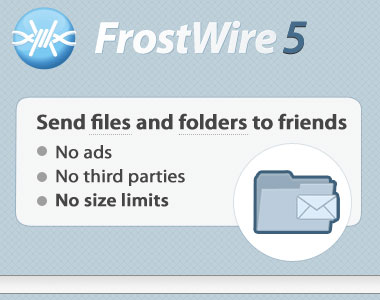 FrostWire 5
Send files and folders to friends
No ads
No third parties
No size limits